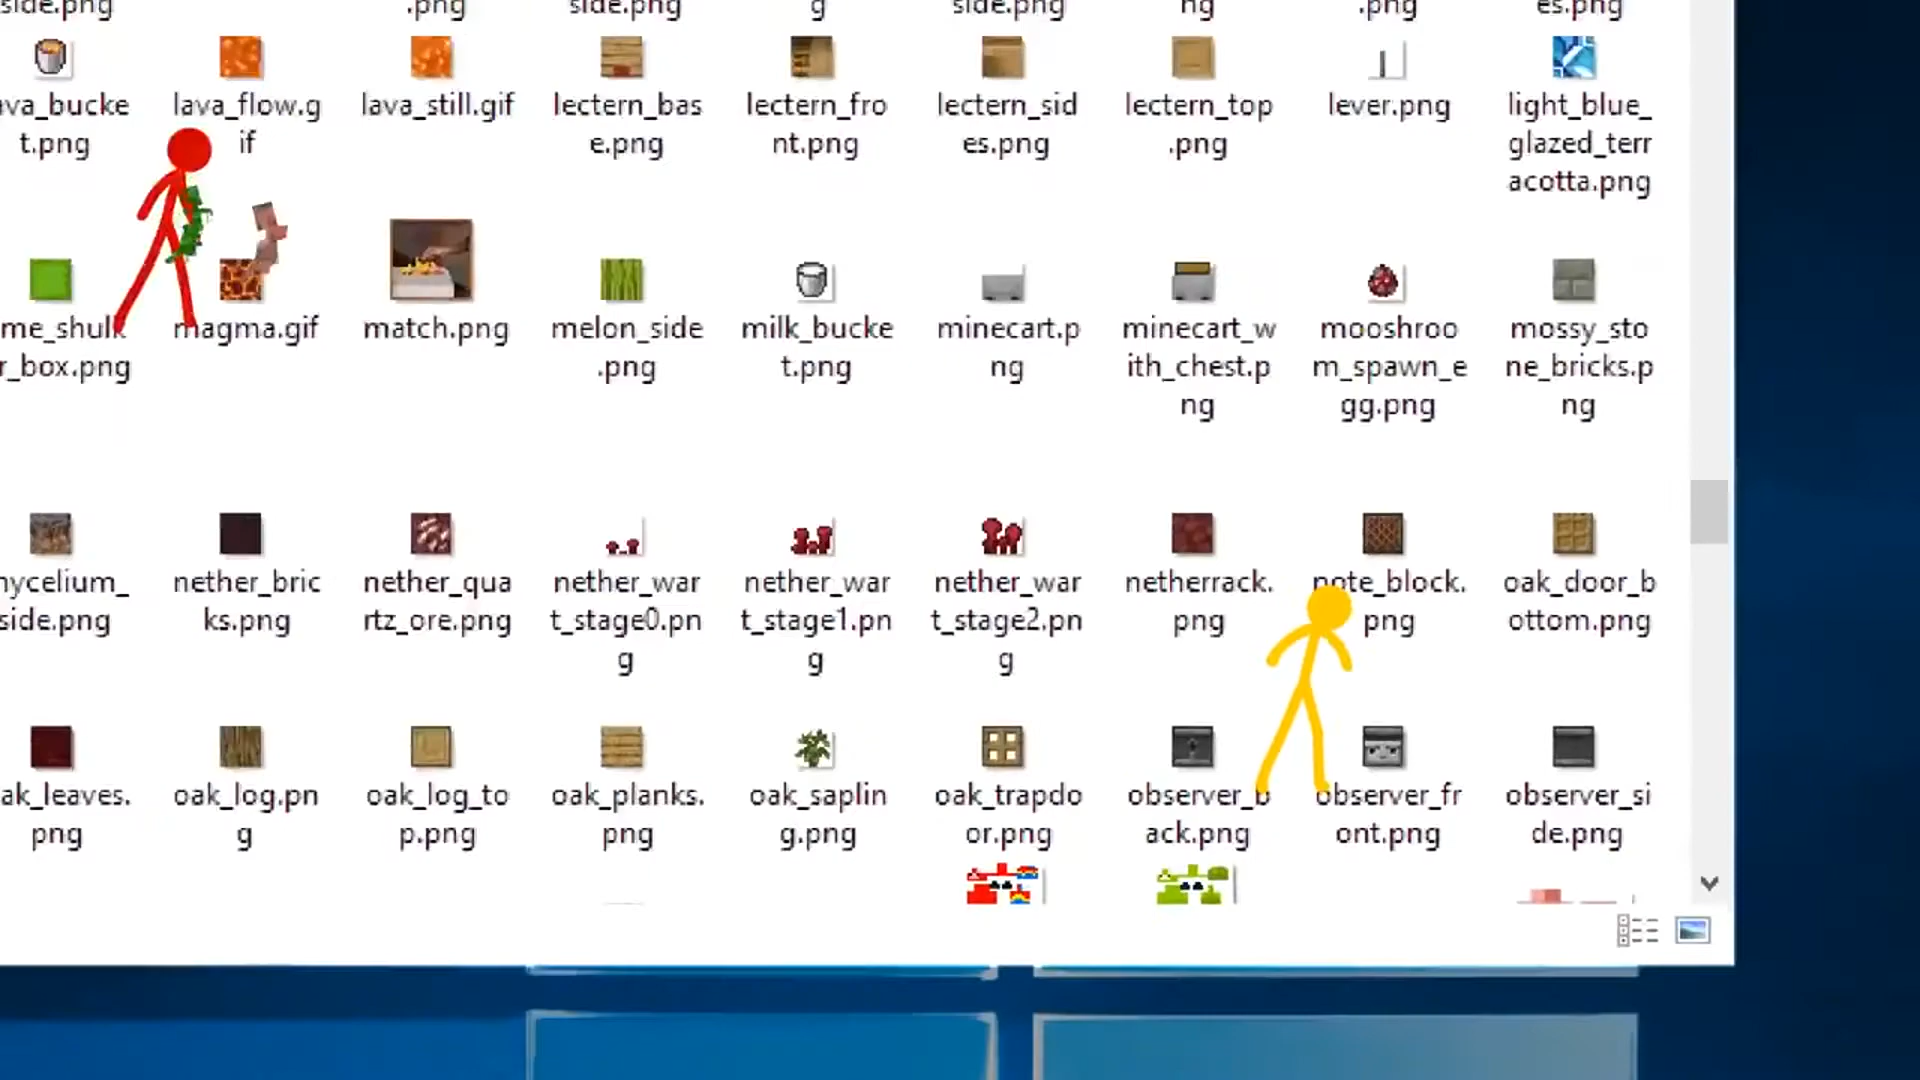 side.png .png side.png g side.png ng .png es.png
ava_bucke lava_flow.g lava_still.gif lectern_bas lectern_fro lectern_sid lectern_top lever.png light_blue_
t.png if e.png nt.png es.png .png glazed_terr
acotta.png
me_shulk magma.gif match.png melon_side milk_bucke minecart.p minecart_w mooshroo mossy_sto
r_box.png .png t.png ng ith_chest.p m_spawn_e ne_bricks.p
ng gg.png ng
mycelium_ nether_bric nether_qua nether_war nether_war nether_war netherrack. note_block. oak_door_b
side.png ks.png rtz_ore.png t_stage0.pn t_stage1.pn t_stage2.pn png png ottom.png
g g g
ak_leaves. oak_log.pn oak_log_to oak_planks. oak_saplin oak_trapdo observer_b observer_fr observer_si
png g p.png png g.png or.png ack.png ont.png de.png